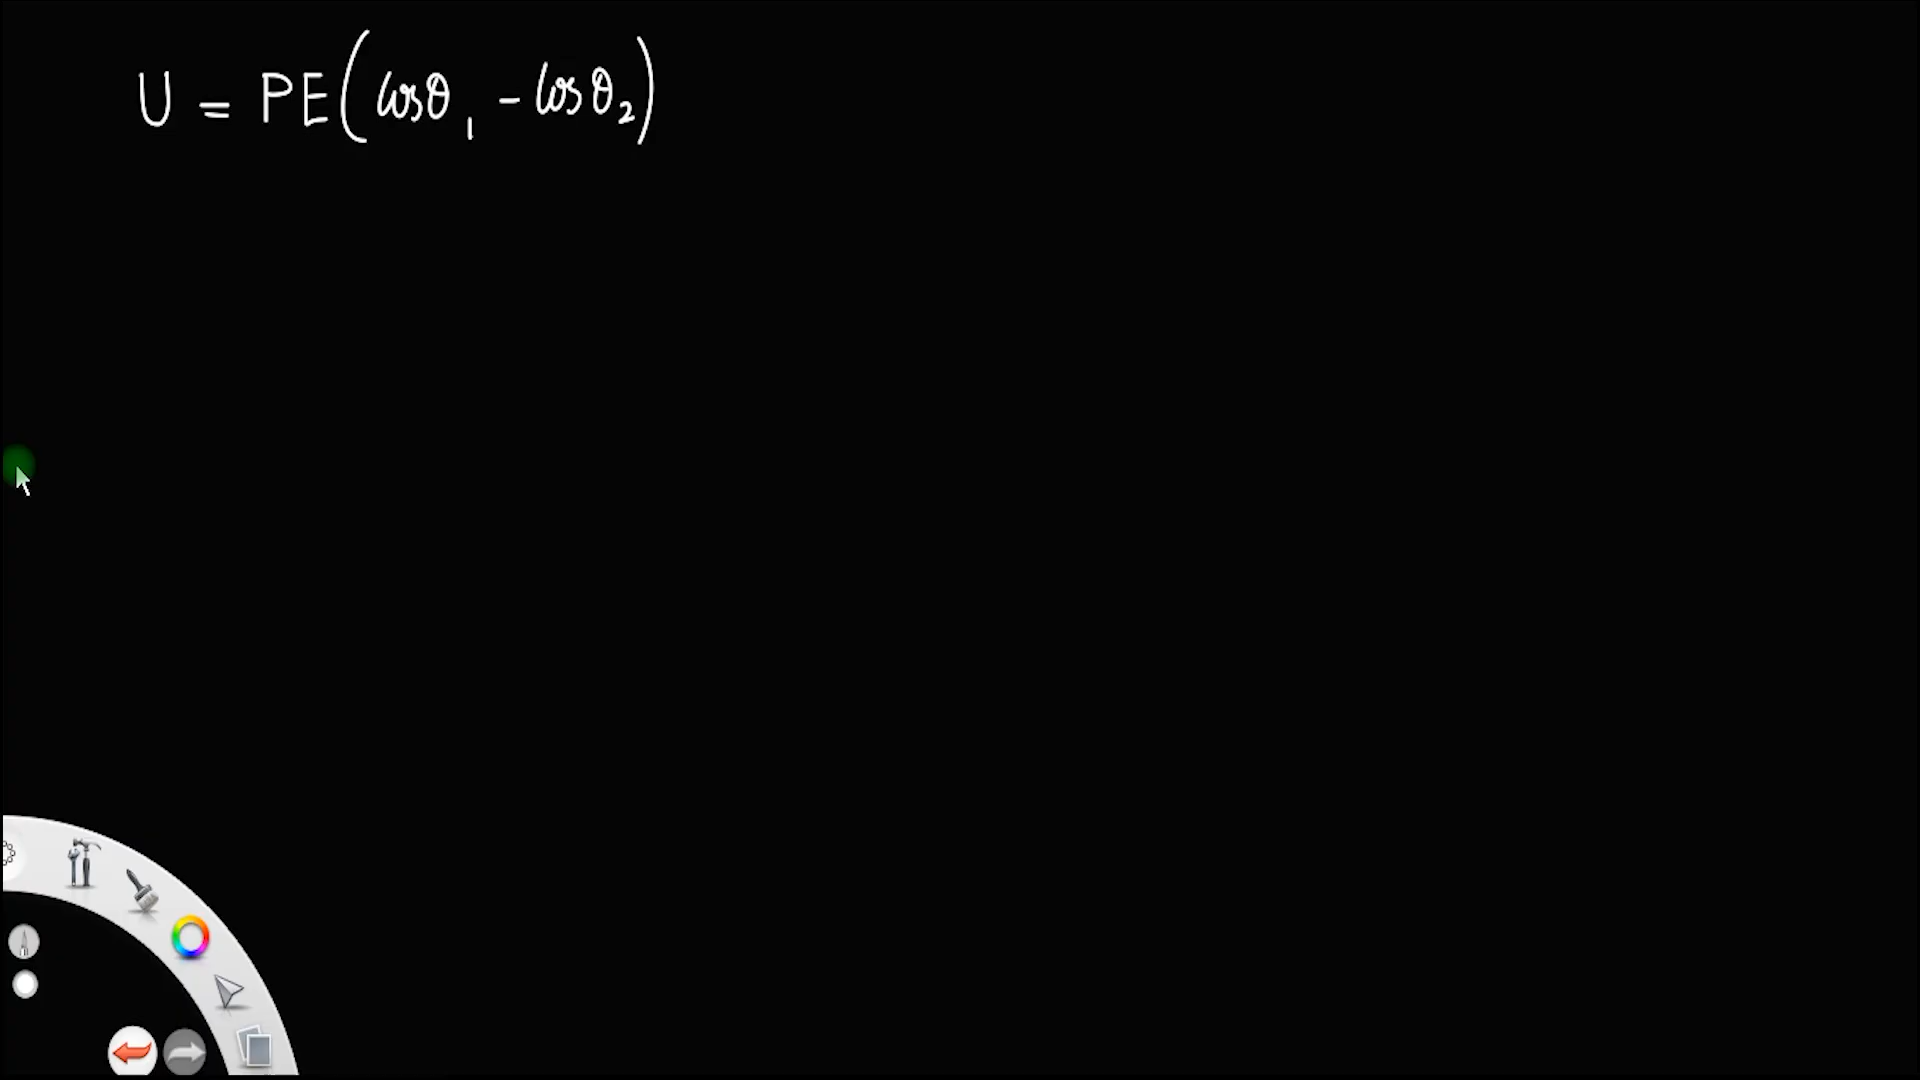 U = PE(cosθ₁ - cosθ₂)